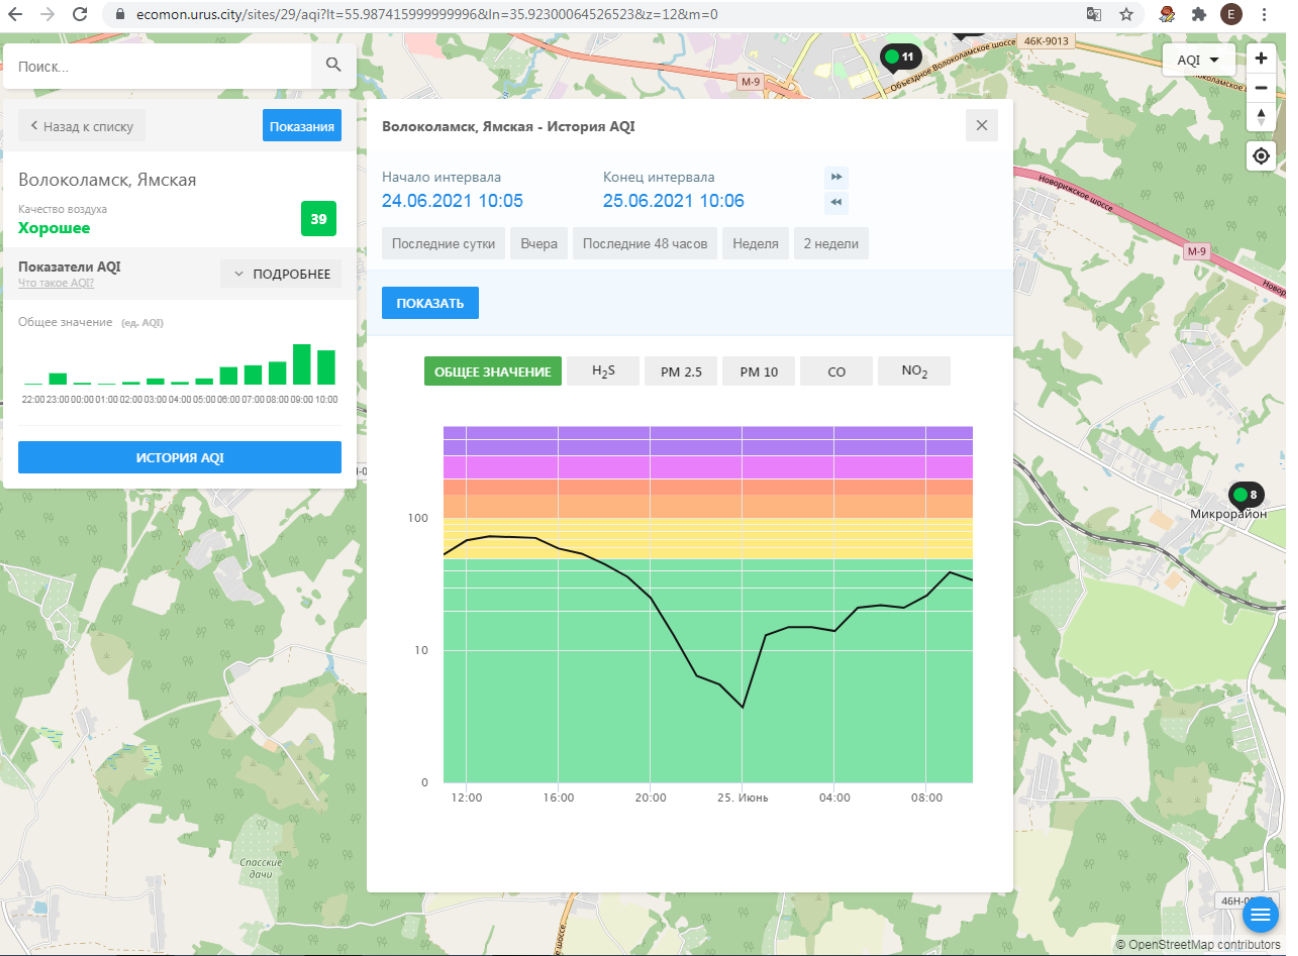 ecomon.urus.city/sites/29/aqi?lt=55.987415999999996&ln=35.92300064526523&z=12&m=0
E
Поиск...
46K-9013
11
Объездное Волоколамское шоссе
M-9
AQI
+
−
Назад к списку
Показания
Волоколамск, Ямская - История AQI
Волоколамск, Ямская
Качество воздуха
Хорошее
39
Начало интервала
Конец интервала
24.06.2021 10:05
25.06.2021 10:06
Последние сутки
Вчера
Последние 48 часов
Неделя
2 недели
Новорижское шоссе
M-9
Показатели AQI
Что такое AQI?
ПОДРОБНЕЕ
ПОКАЗАТЬ
Общее значение (ед. AQI)
22:00 23:00 00:00 01:00 02:00 03:00 04:00 05:00 06:00 07:00 08:00 09:00 10:00
ОБЩЕЕ ЗНАЧЕНИЕ
H2S
PM 2.5
PM 10
CO
NO2
ИСТОРИЯ AQI
8
Микрорайон
100
10
0
12:00
16:00
20:00
25. Июнь
04:00
08:00
Спасские
дачи
© OpenStreetMap contributors